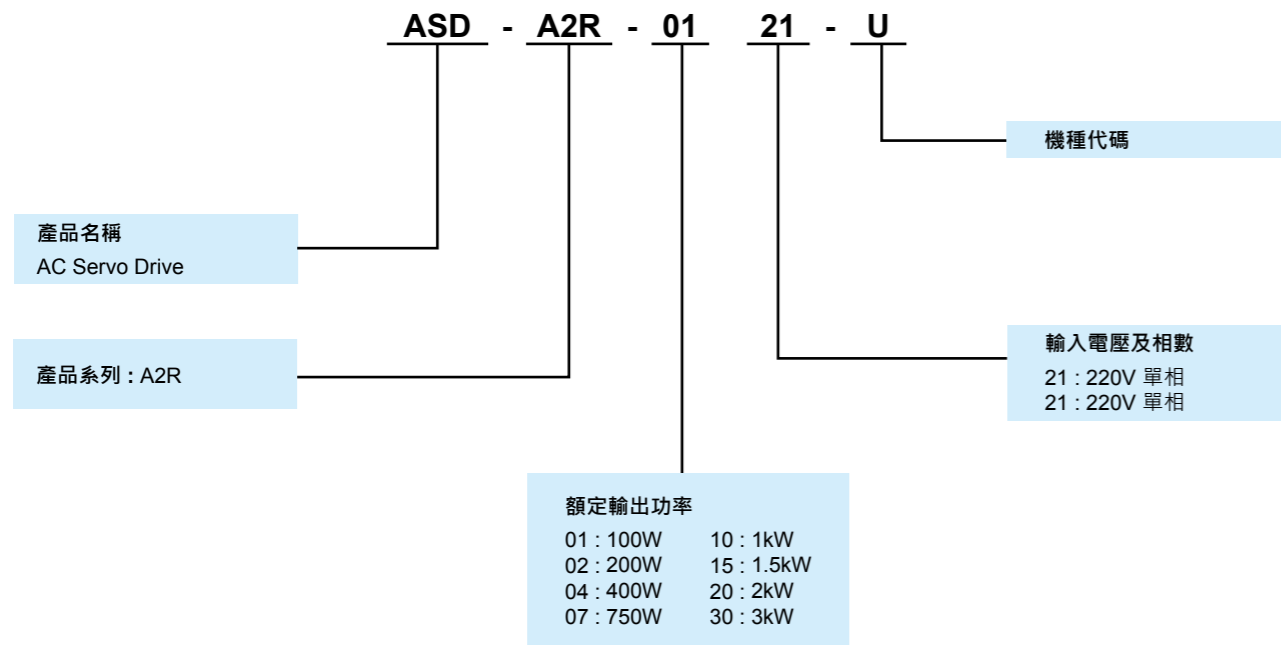 ASD - A2R - 01 21 - U
機種代碼
產品名稱
AC Servo Drive
輸入電壓及相數
21 : 220V 單相
21 : 220V 單相
產品系列 : A2R
額定輸出功率
01 : 100W 10 : 1kW
02 : 200W 15 : 1.5kW
04 : 400W 20 : 2kW
07 : 750W 30 : 3kW